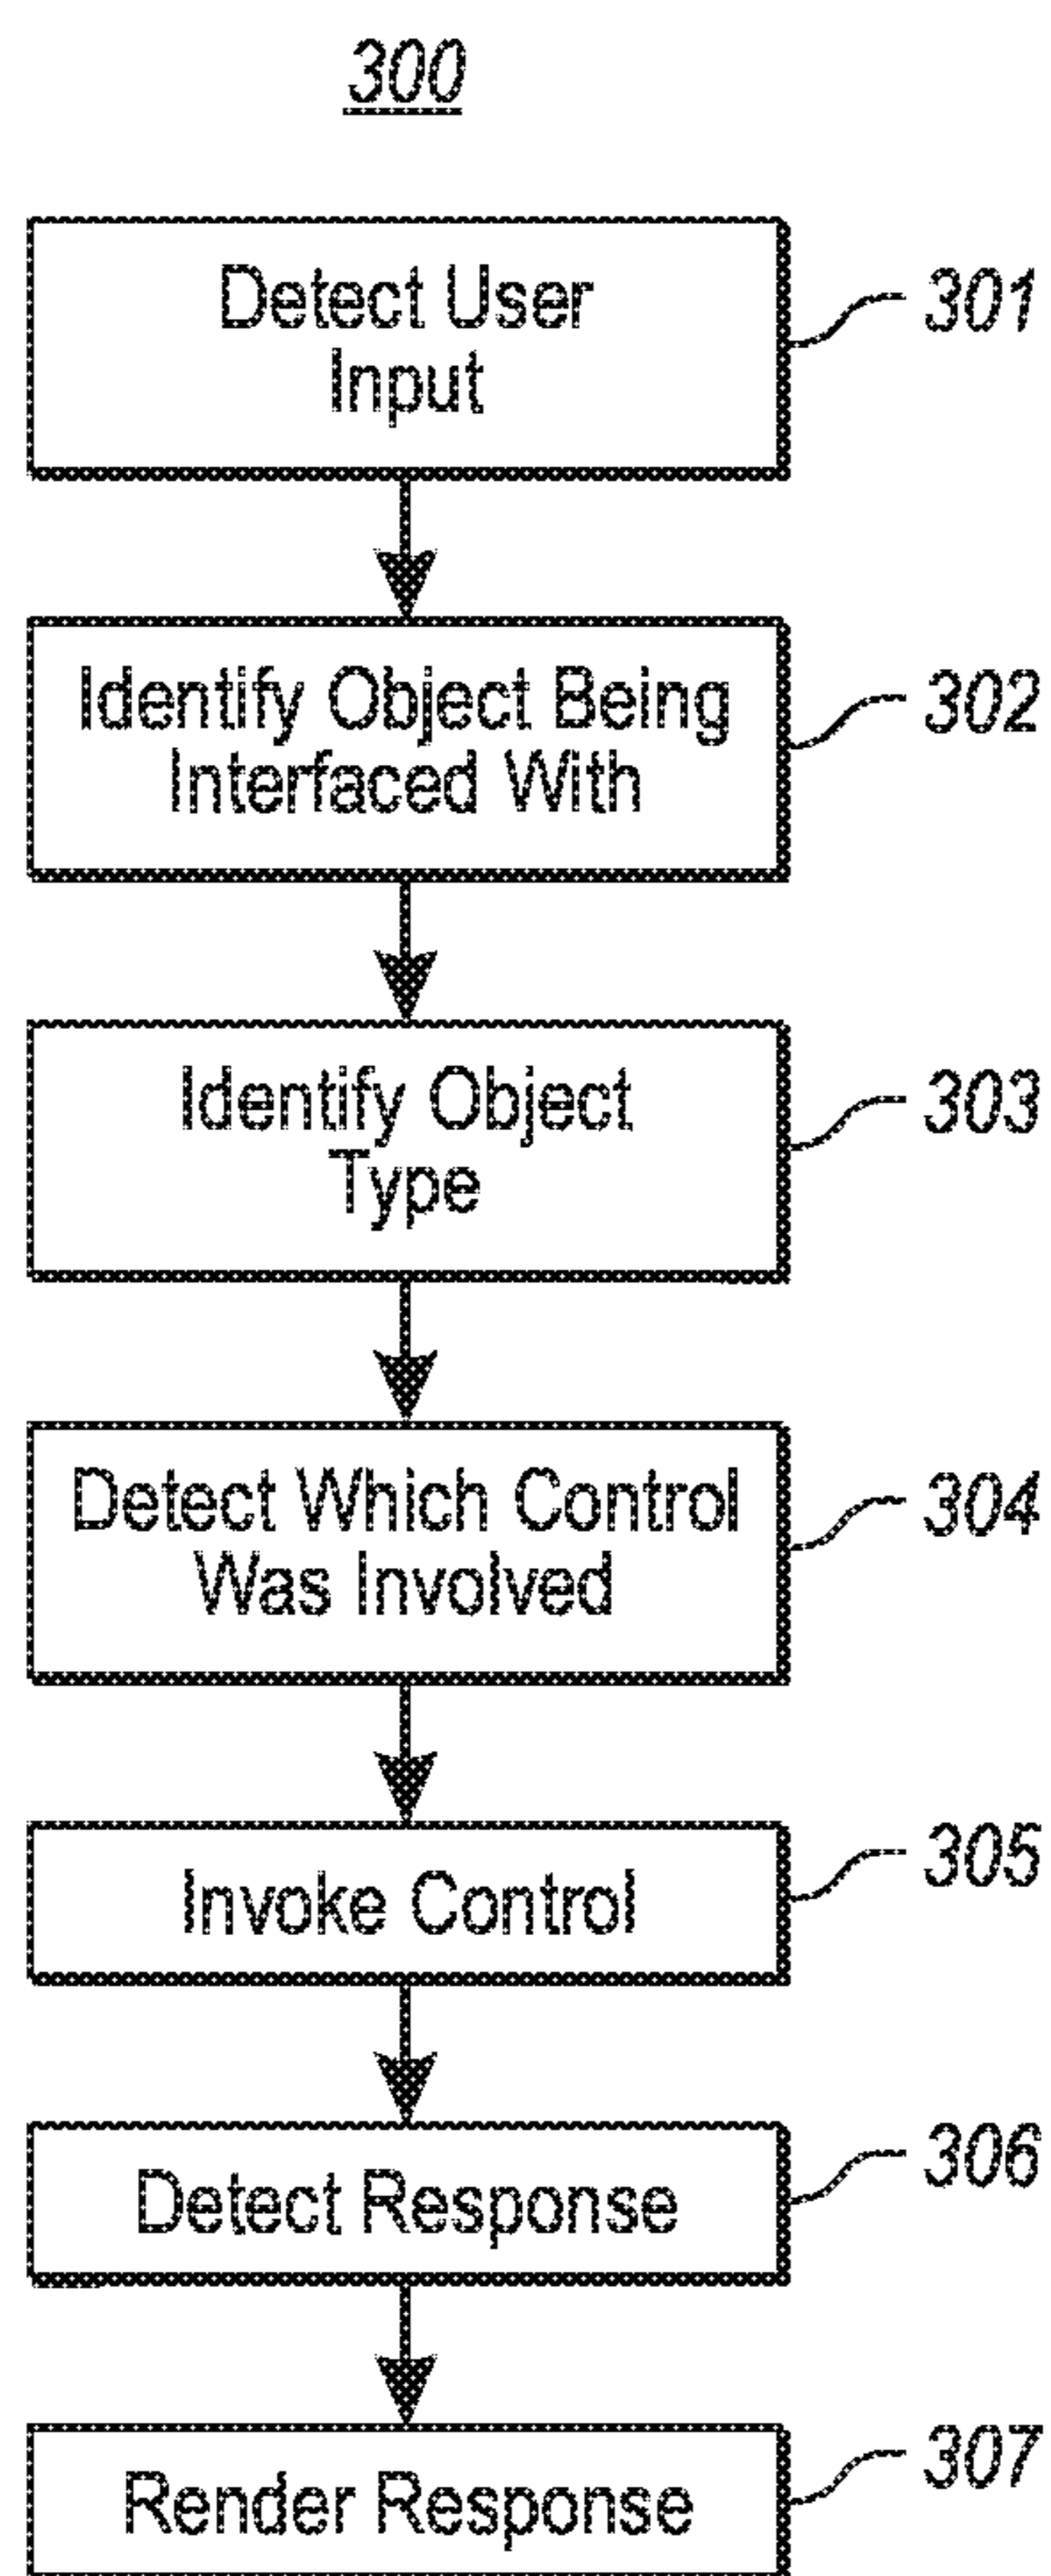 300
Detect User
Input
301
Identify Object Being
Interfaced With
302
Identify Object
Type
303
Detect Which Control
Was Involved
304
Invoke Control
305
Detect Response
306
Render Response
307